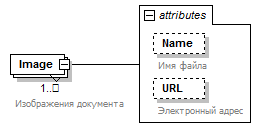 attributes
Name
Имя файла
Image
1..□
Изображения документа
URL
Электронный адрес